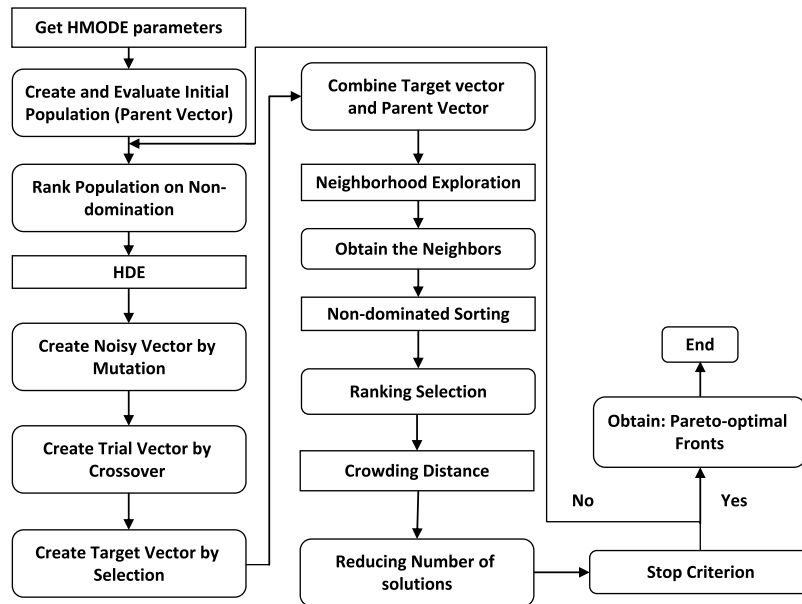 Get HMODE parameters
Create and Evaluate Initial
Population (Parent Vector)
Rank Population on Non-
domination
HDE
Create Noisy Vector by
Mutation
Create Trial Vector by
Crossover
Create Target Vector by
Selection
Combine Target vector
and Parent Vector
Neighborhood Exploration
Obtain the Neighbors
Non-dominated Sorting
Ranking Selection
Crowding Distance
Reducing Number of
solutions
Stop Criterion
No
Yes
Obtain: Pareto-optimal
Fronts
End